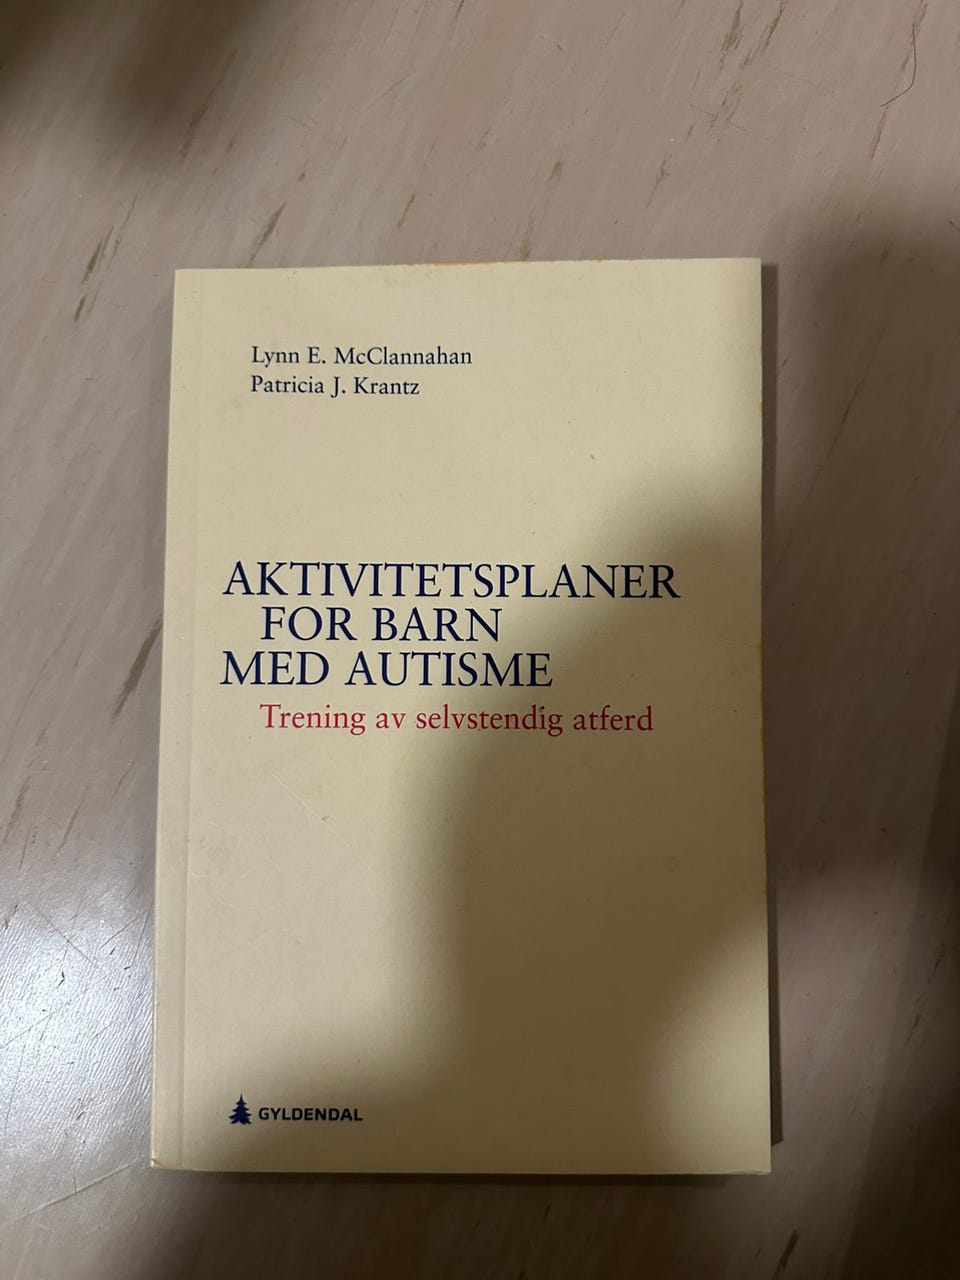 Lynn E. McClannahan
Patricia J. Krantz
AKTIVITETSPLANER
FOR BARN
MED AUTISME
Trening av selvstendig atferd
GYLDENDAL